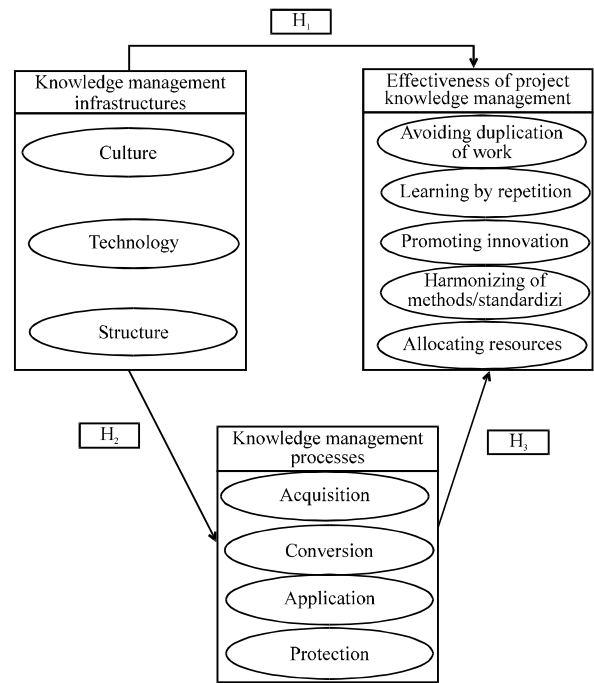 H₁
Knowledge management
infrastructures
Culture
Technology
Structure
Effectiveness of project
knowledge management
Avoiding duplication
of work
Learning by repetition
Promoting innovation
Harmonizing of
methods/standardizi
Allocating resources
H₂
H₃
Knowledge management
processes
Acquisition
Conversion
Application
Protection